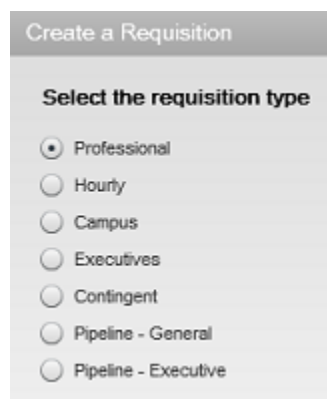 Create a Requisition
Select the requisition type
Professional
Hourly
Campus
Executives
Contingent
Pipeline - General
Pipeline - Executive